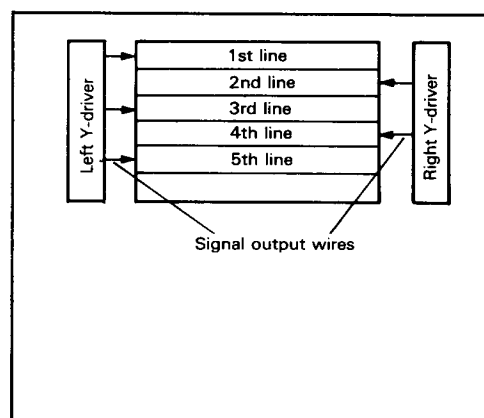 1st line
2nd line
3rd line
4th line
5th line
Left Y-driver
Right Y-driver
Signal output wires